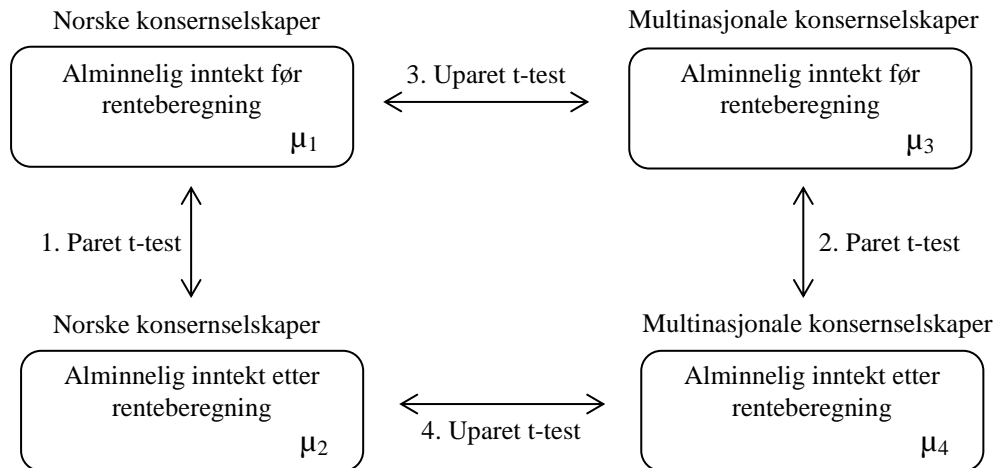 Norske konsernselskaper
Multinasjonale konsernselskaper
Alminnelig inntekt før
renteberegning
µ1
3. Uparet t-test
Alminnelig inntekt før
renteberegning
µ3
1. Paret t-test
2. Paret t-test
Norske konsernselskaper
Multinasjonale konsernselskaper
Alminnelig inntekt etter
renteberegning
µ2
4. Uparet t-test
Alminnelig inntekt etter
renteberegning
µ4